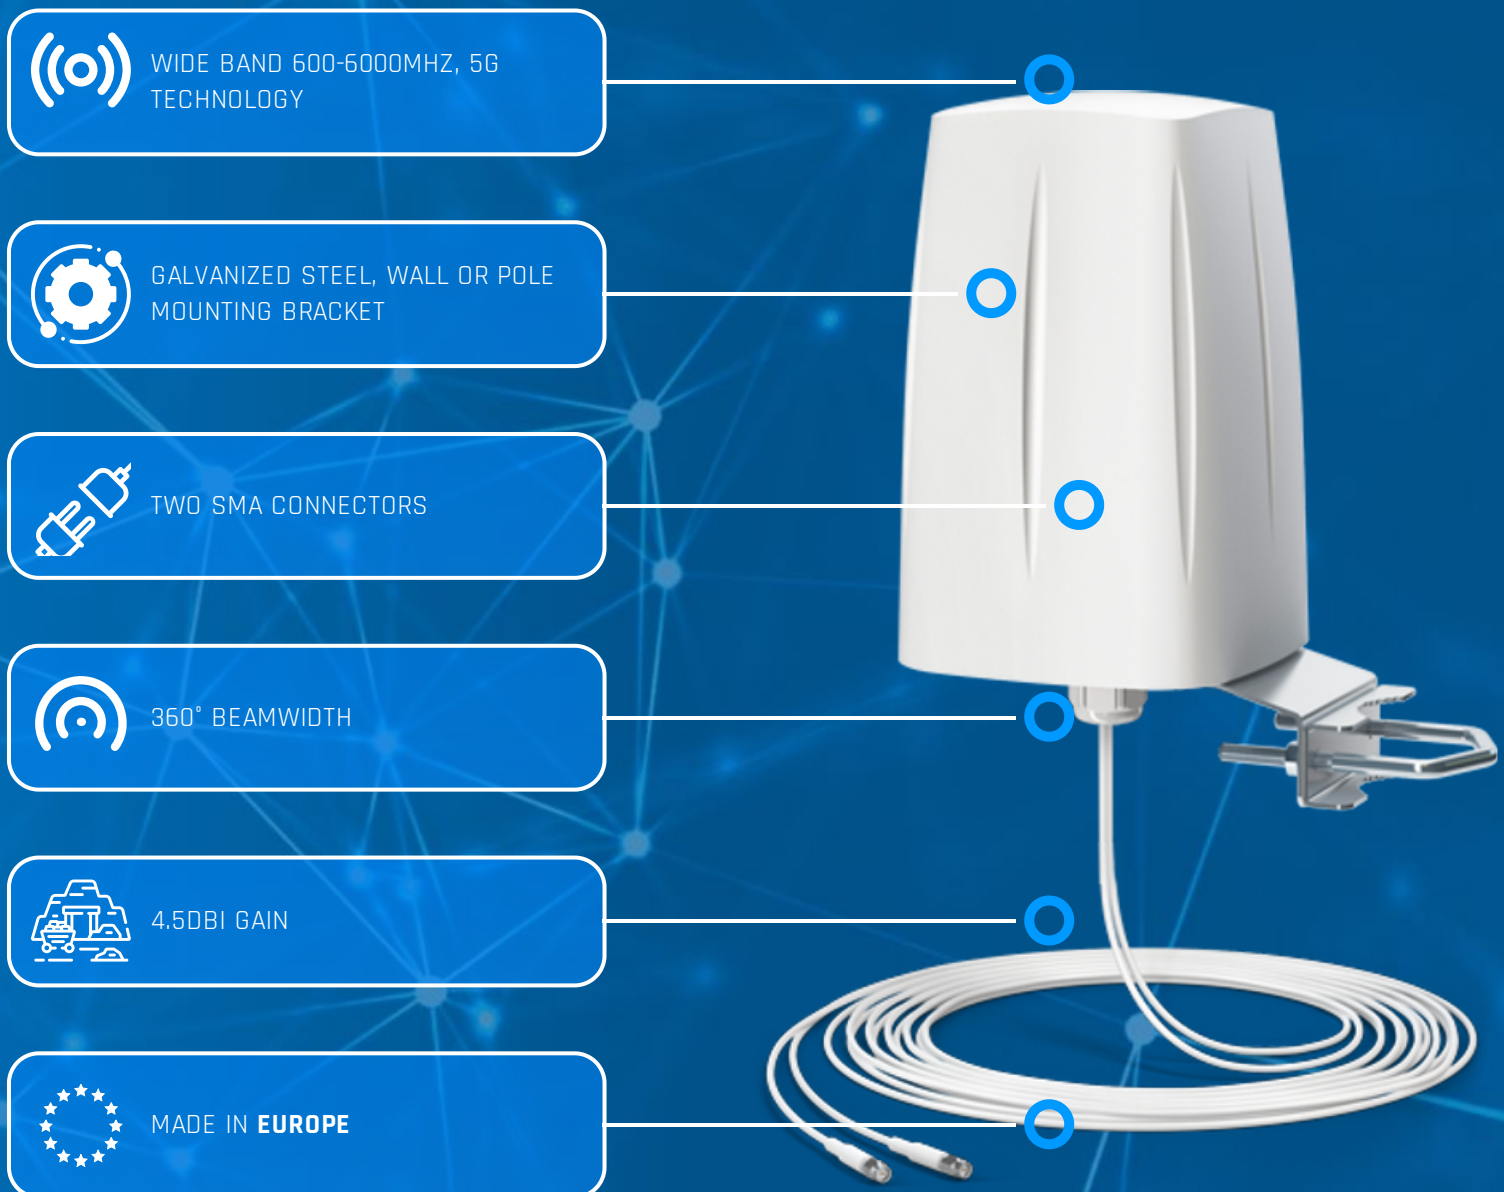 WIDE BAND 600-6000MHZ, 5G
TECHNOLOGY
GALVANIZED STEEL, WALL OR POLE
MOUNTING BRACKET
TWO SMA CONNECTORS
360° BEAMWIDTH
4.5DBI GAIN
MADE IN EUROPE